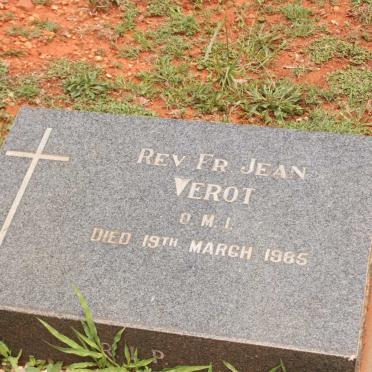 REV FR JEAN
VEROT
O.M.I.
DIED 19TH MARCH 1985